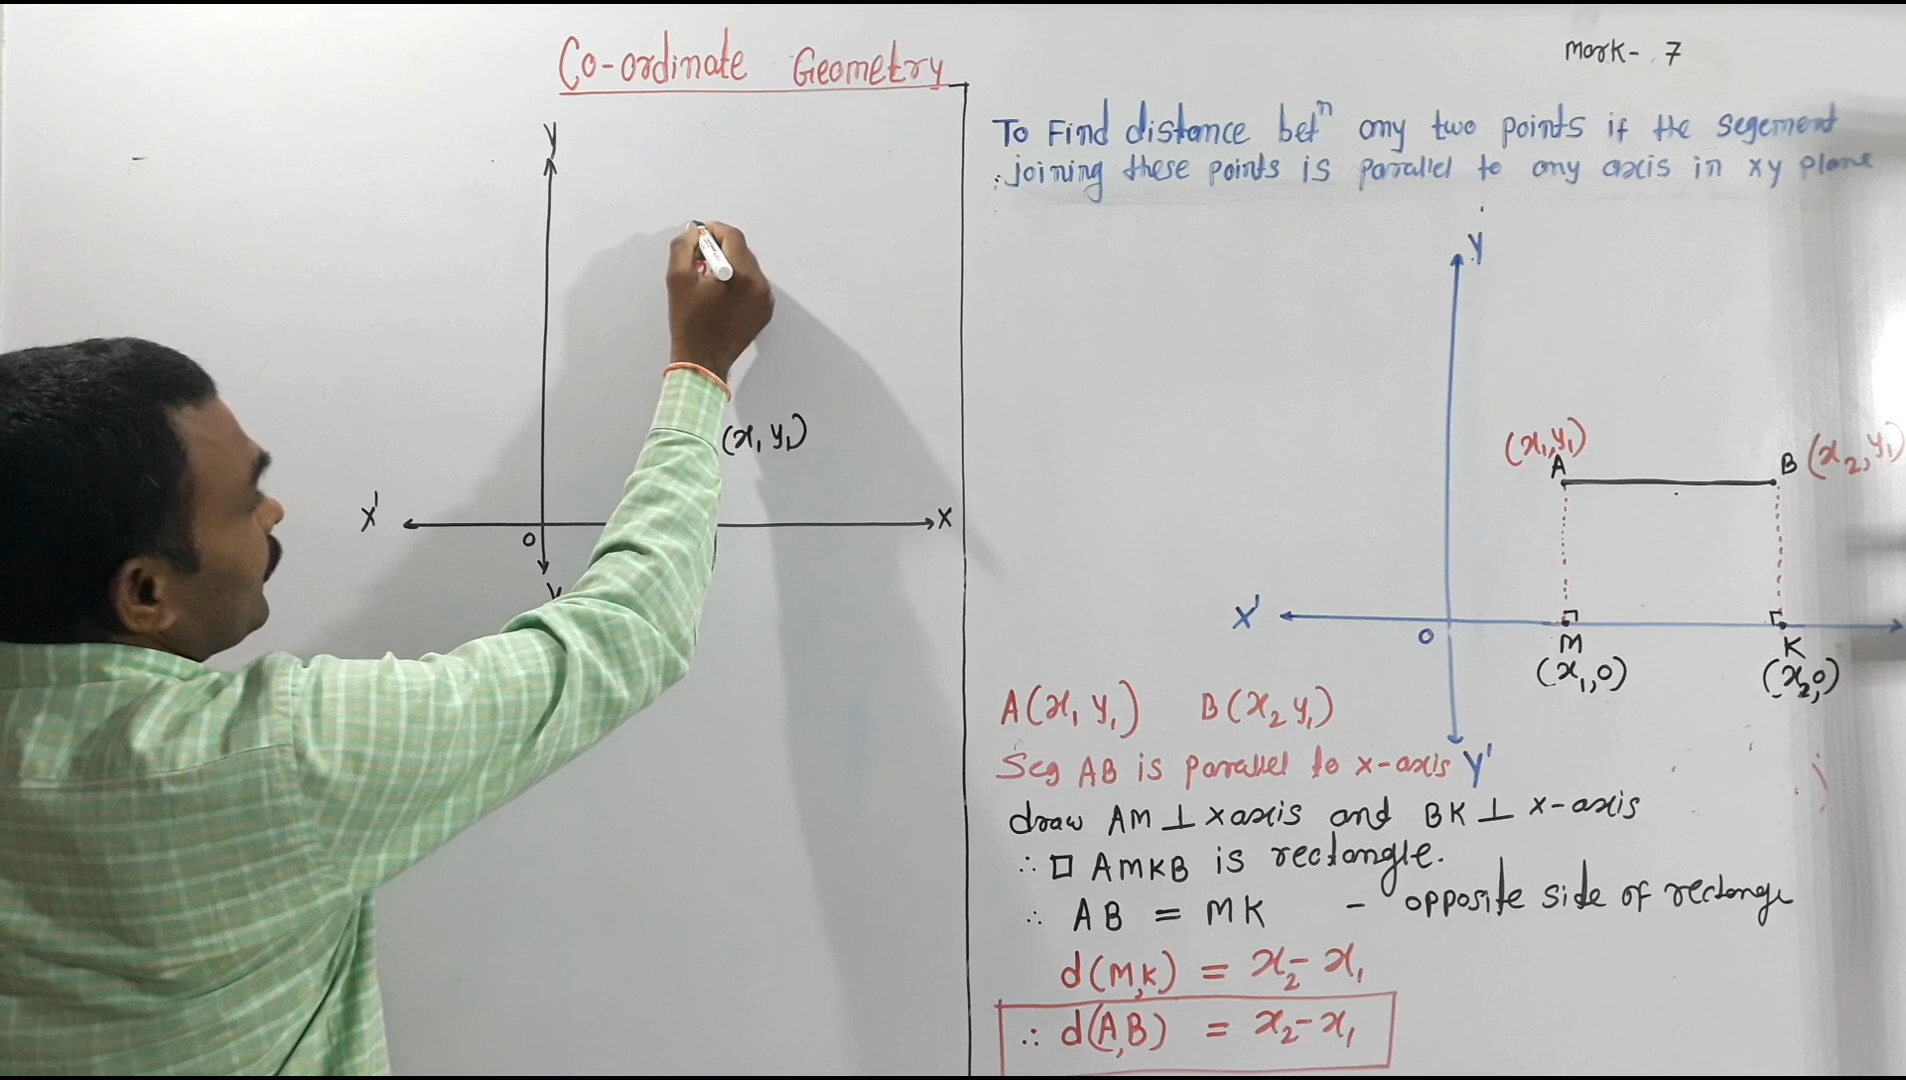 Co-ordinate Geometry
Y
(x₁ y₁)
X'
X
O
Mark- 7
To Find distance betⁿ any two points if the segement
joining these points is parallel to any axis in xy plane
Y
(x₁, y₁)
A
B (x₂, y₁)
X'
O
M
K
(x₁, 0)
(x₂, 0)
A(x₁ y₁) B(x₂ y₁)
Seg AB is parallel to x-axis Y'
draw AM ⊥ x axis and BK ⊥ x-axis
∴ □ AMKB is rectangle.
∴ AB = MK - opposite side of rectange
d(M,K) = x₂ - x₁
∴ d(A,B) = x₂ - x₁